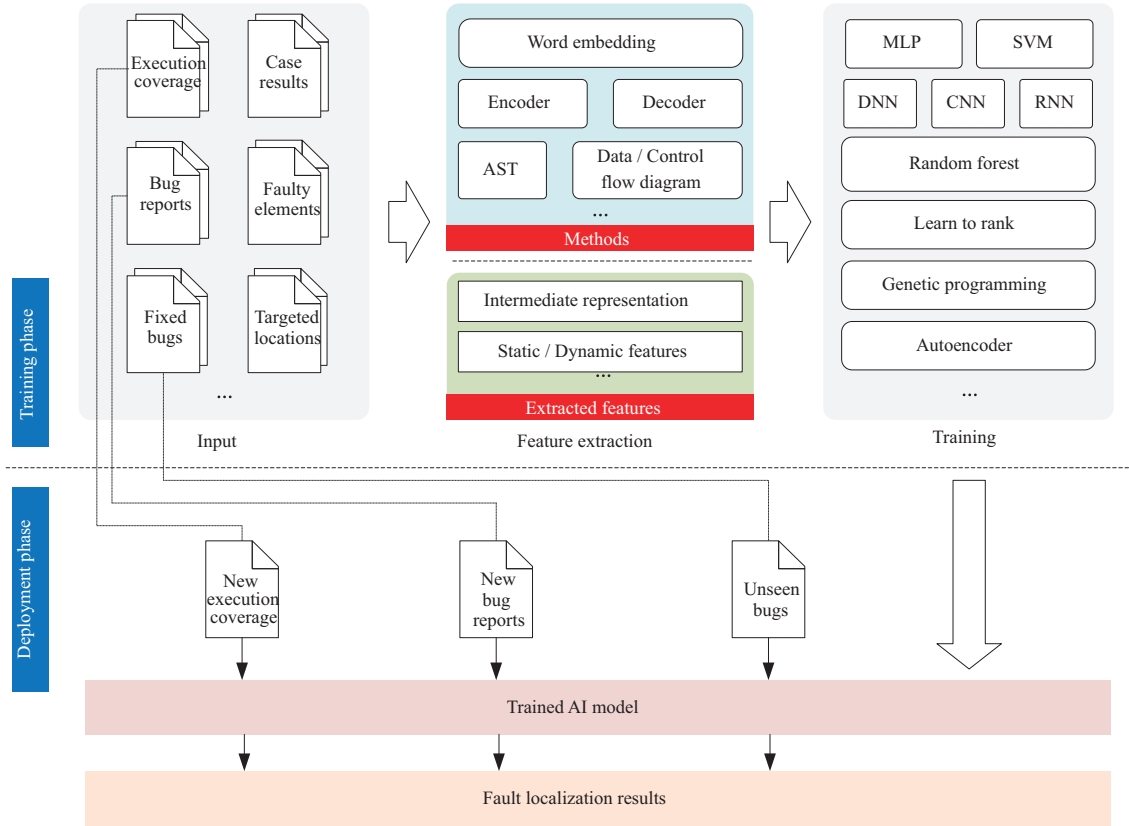 Training phase
Execution
coverage
Case
results
Bug
reports
Faulty
elements
Fixed
bugs
Targeted
locations
...
Input
Word embedding
Encoder
Decoder
AST
Data / Control
flow diagram
...
Methods
Intermediate representation
Static / Dynamic features
...
Extracted features
Feature extraction
MLP
SVM
DNN
CNN
RNN
Random forest
Learn to rank
Genetic programming
Autoencoder
...
Training
Deployment phase
New
execution
coverage
New
bug
reports
Unseen
bugs
Trained AI model
Fault localization results